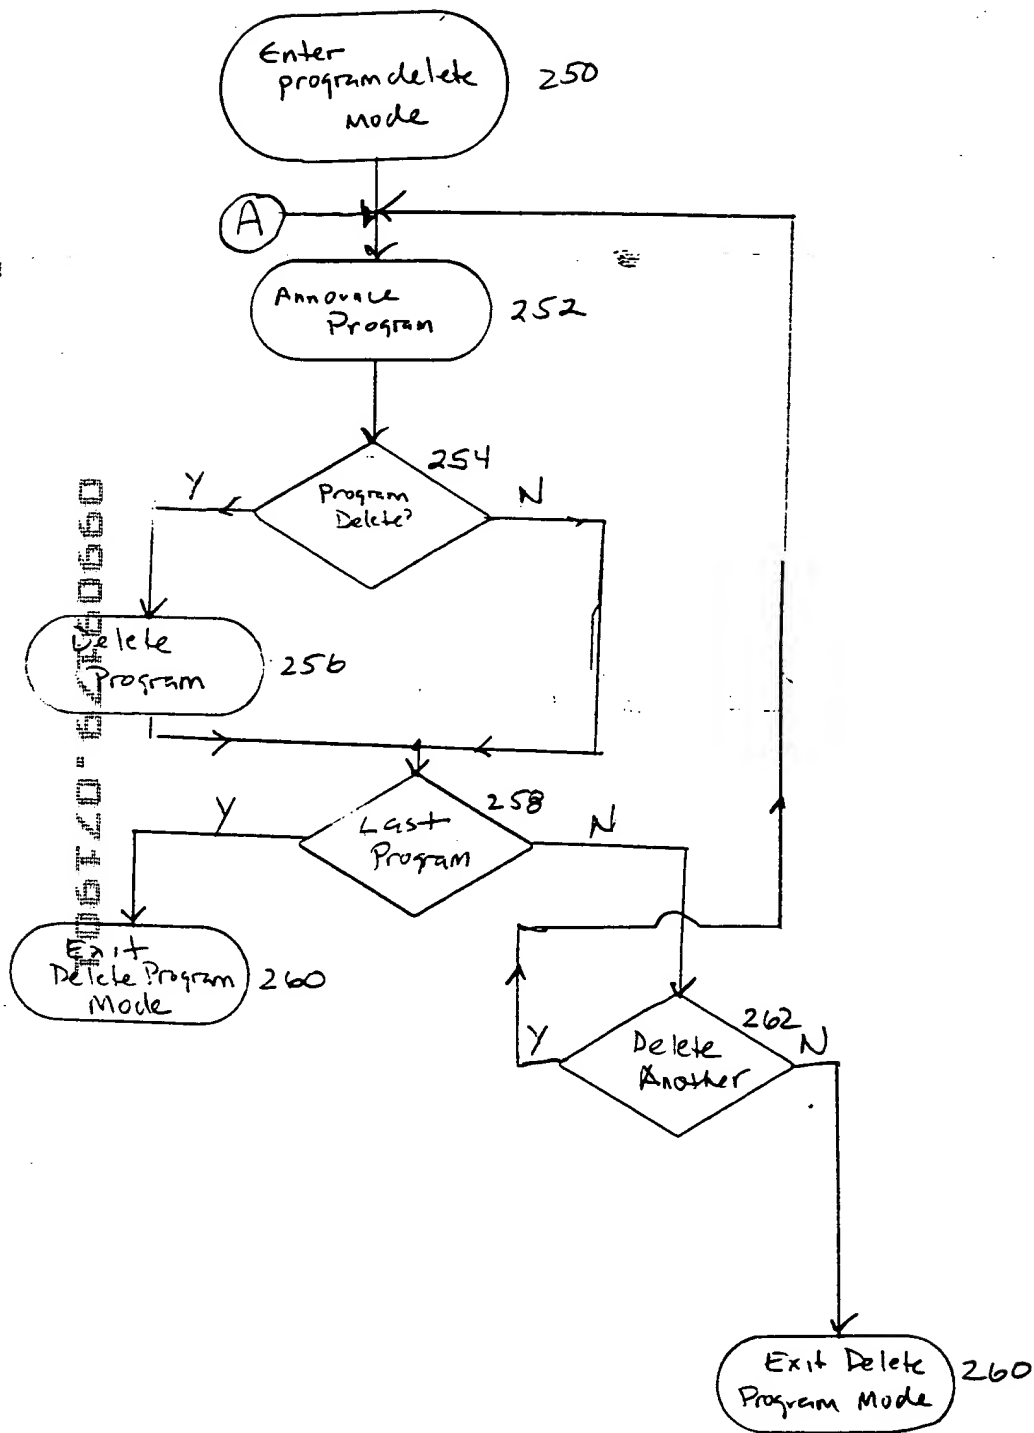 Enter
program delete
Mode
250
A
Announce
Program
252
254
Y
N
Program
Delete?
Delete
Program
256
258
Y
N
Last
Program
Exit
Delete Program
Mode
260
262
Y
N
Delete
Another
Exit Delete
Program Mode
260